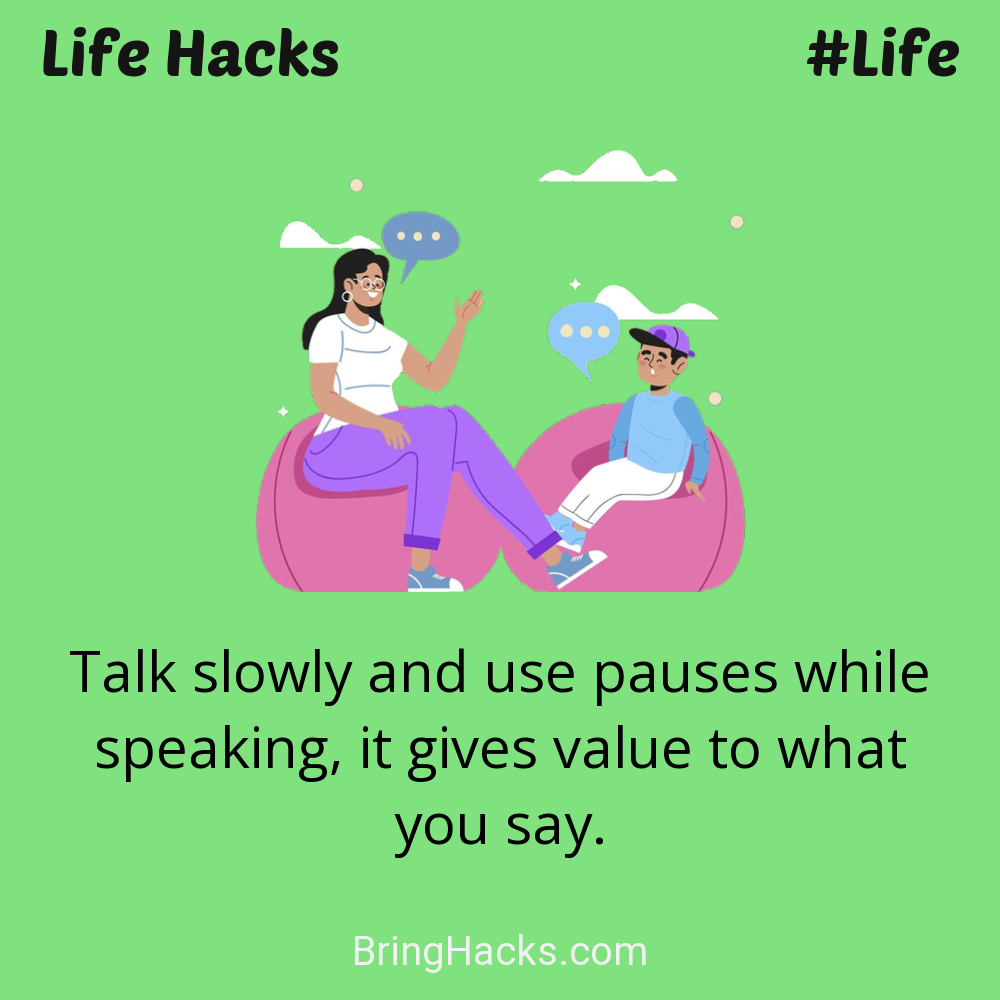 Life Hacks
#Life
Talk slowly and use pauses while
speaking, it gives value to what
you say.
BringHacks.com